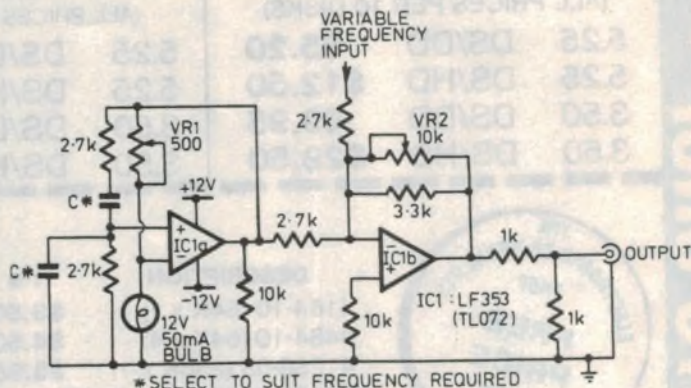 VARIABLE
FREQUENCY
INPUT
2.7k
VR1
500
2.7k
VR2
10k
C*
+12V
3.3k
+
-
IC1a
2.7k
-
+
IC1b
1k
OUTPUT
C*
2.7k
-12V
10k
IC1 : LF353
(TL072)
12V
50mA
BULB
10k
1k
*SELECT TO SUIT FREQUENCY REQUIRED